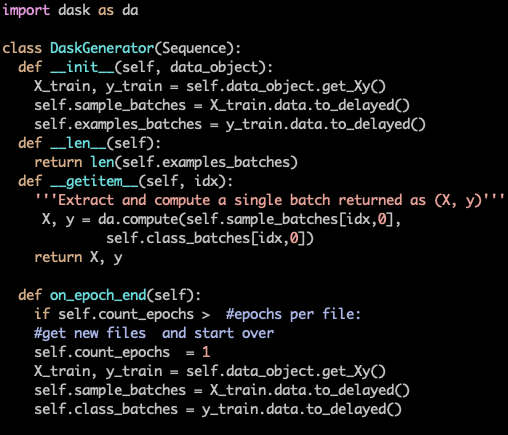 import dask as da

class DaskGenerator(Sequence):
  def __init__(self, data_object):
    X_train, y_train = self.data_object.get_Xy()
    self.sample_batches = X_train.data.to_delayed()
    self.examples_batches = y_train.data.to_delayed()
  def __len__(self):
    return len(self.examples_batches)
  def __getitem__(self, idx):
    '''Extract and compute a single batch returned as (X, y)'''
     X, y = da.compute(self.sample_batches[idx,0],
             self.class_batches[idx,0])
    return X, y

  def on_epoch_end(self):
    if self.count_epochs >  #epochs per file:
    #get new files  and start over
    self.count_epochs  = 1
    X_train, y_train = self.data_object.get_Xy()
    self.sample_batches = X_train.data.to_delayed()
    self.class_batches = y_train.data.to_delayed()